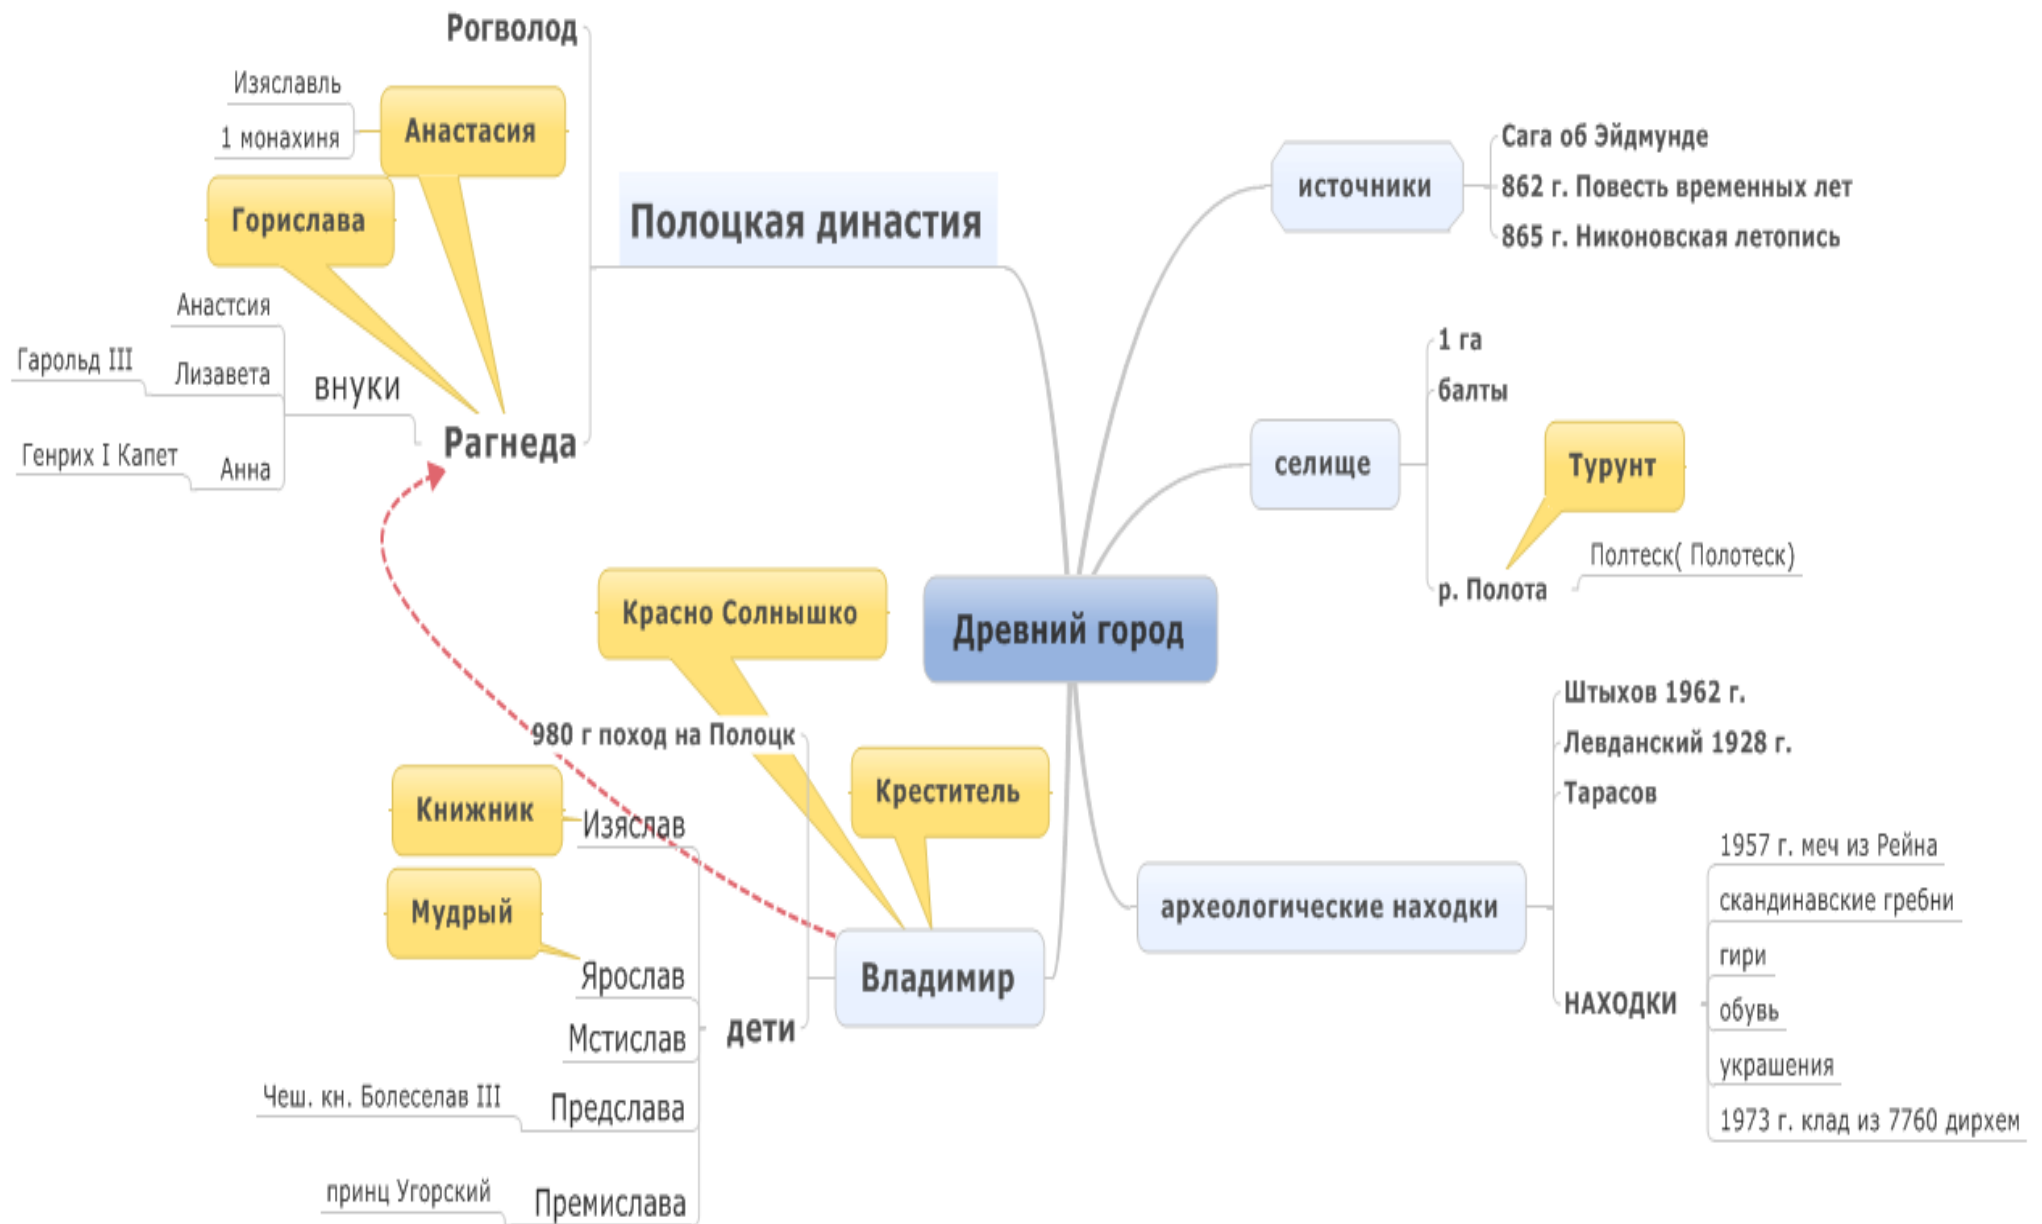 Рогволод
Изяславль
1 монахиня
Анастасия
Горислава
Полоцкая династия
Анастсия
Гарольд III
Лизавета
внуки
Генрих I Капет
Анна
Рагнеда
источники
Сага об Эйдмунде
862 г. Повесть временных лет
865 г. Никоновская летопись
селище
1 га
балты
Турунт
р. Полота
Полтеск( Полотеск)
Древний город
Красно Солнышко
980 г поход на Полоцк
Креститель
Книжник
Изяслав
Мудрый
Ярослав
Мстислав
дети
Владимир
Чеш. кн. Болеселав III
Предслава
принц Угорский
Премислава
археологические находки
Штыхов 1962 г.
Левданский 1928 г.
Тарасов
НАХОДКИ
1957 г. меч из Рейна
скандинавские гребни
гири
обувь
украшения
1973 г. клад из 7760 дирхем